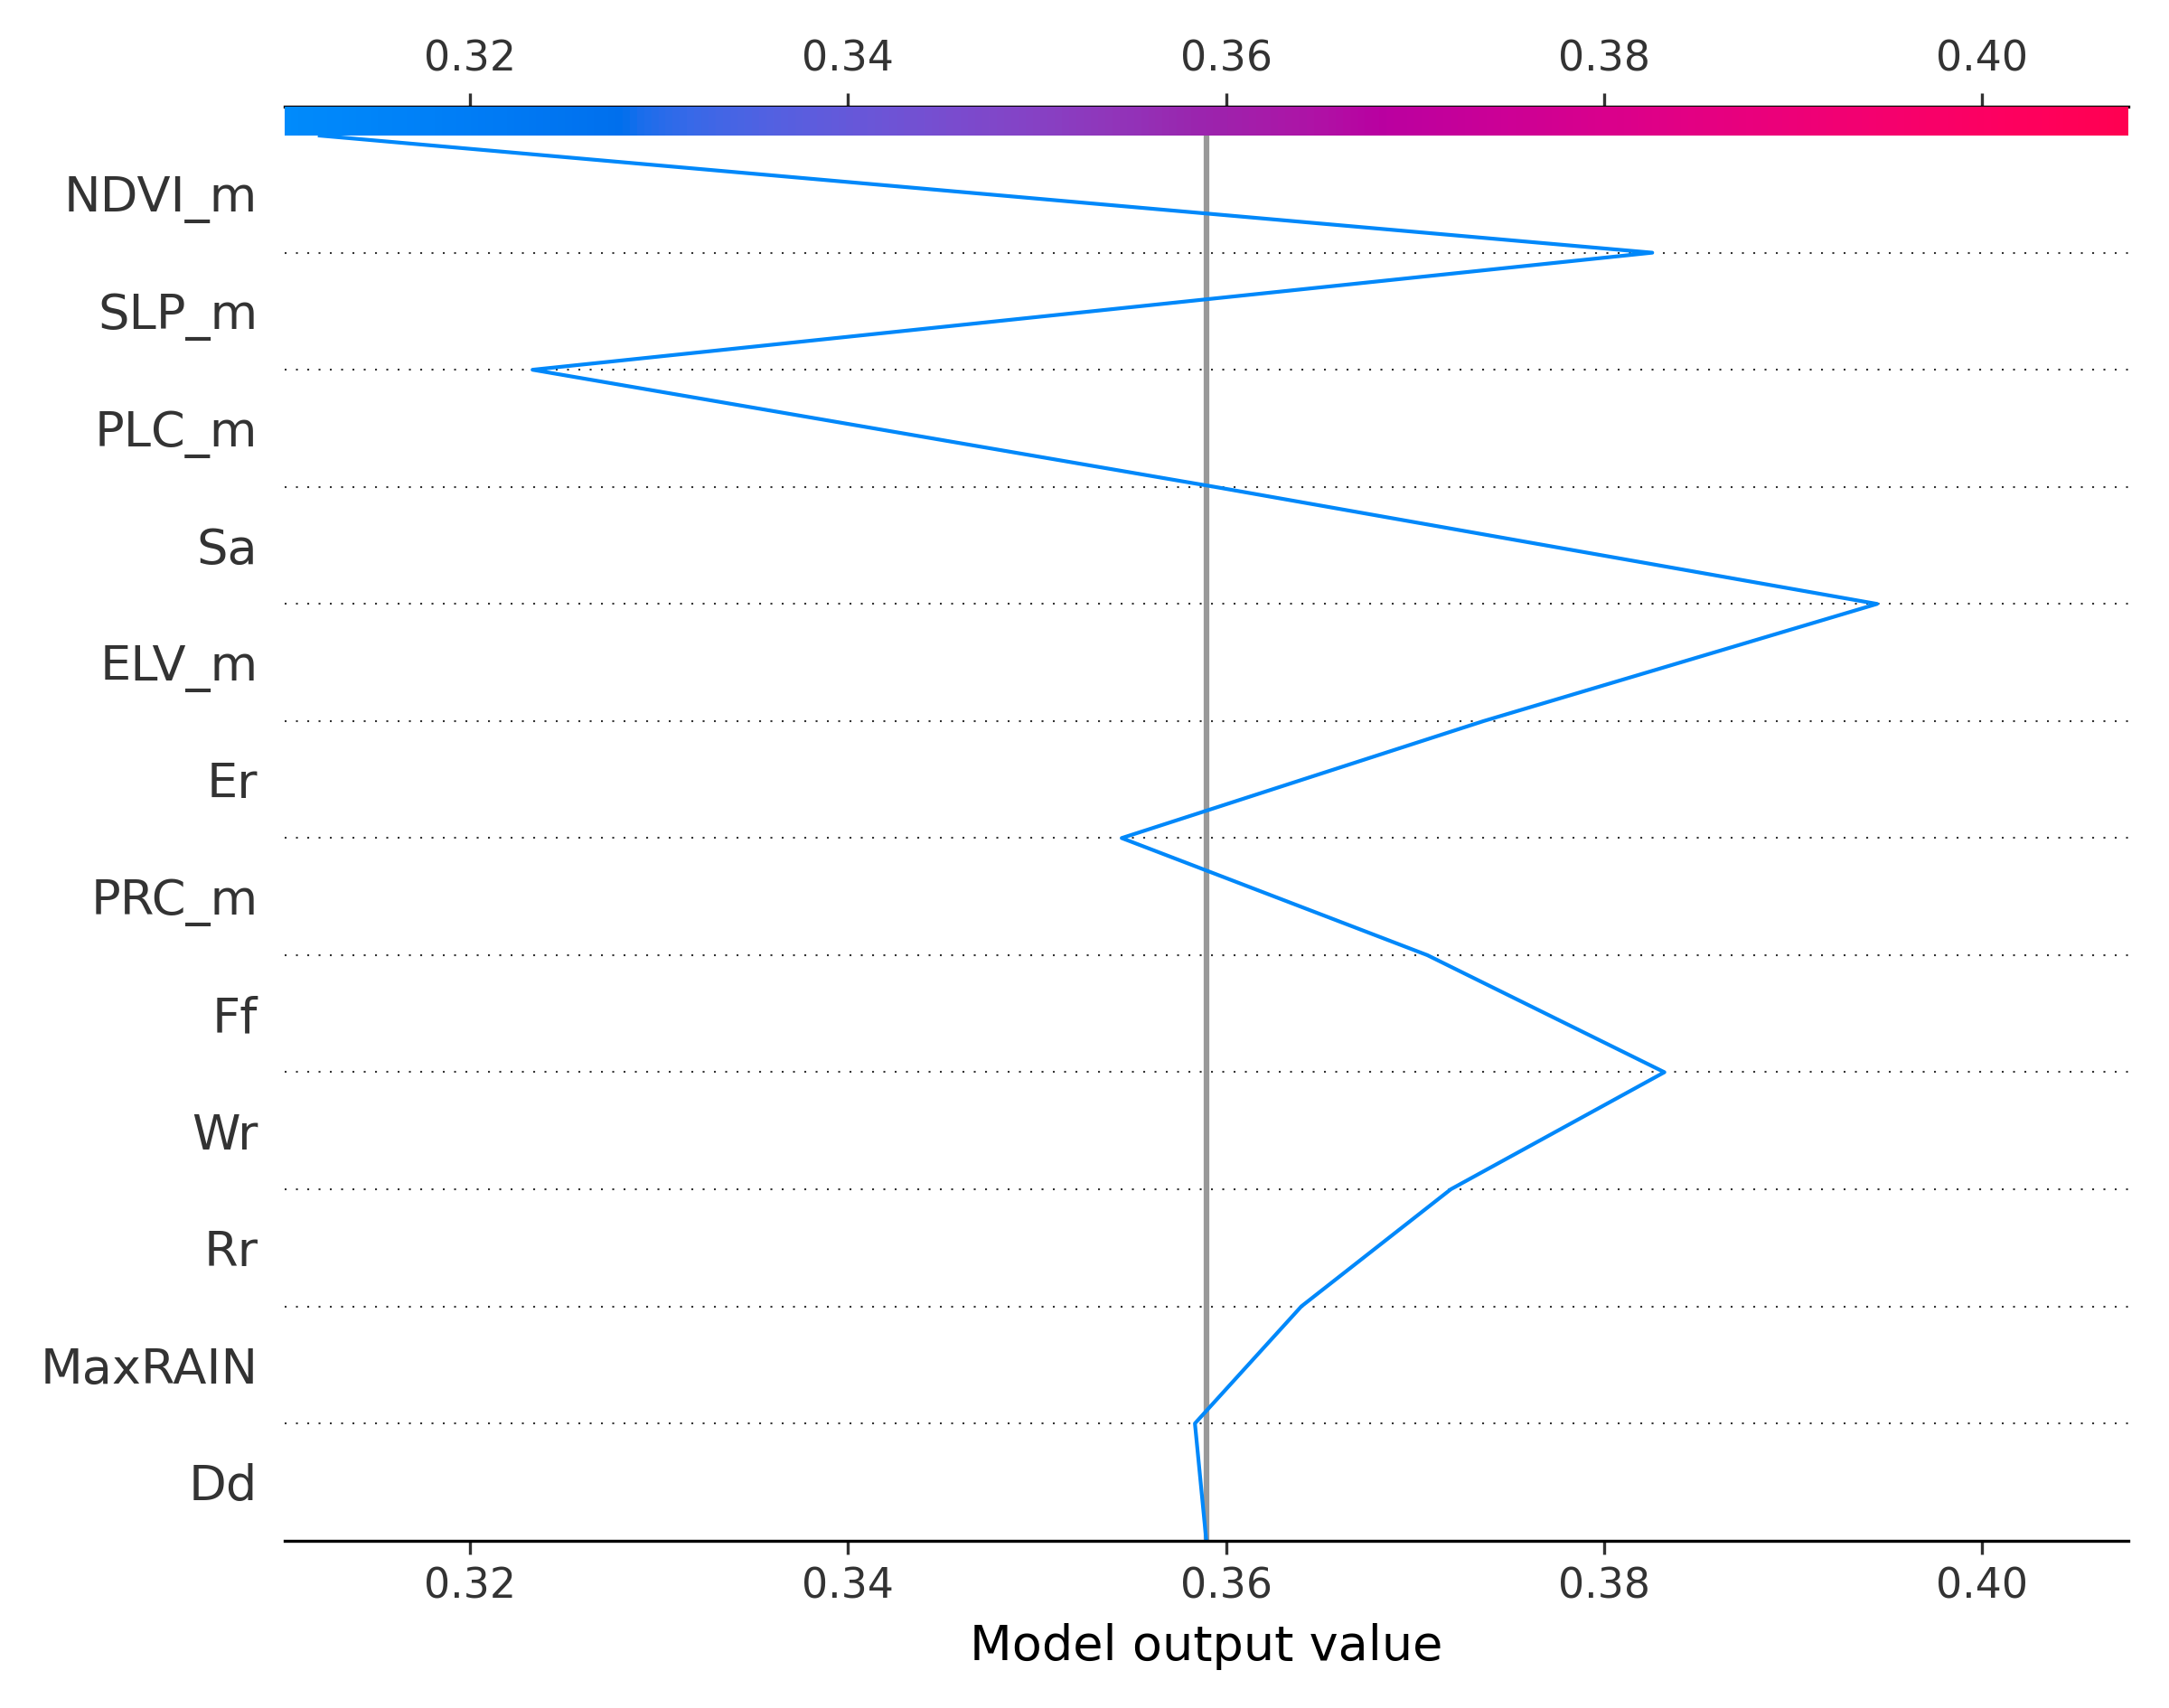 0.32 0.34 0.36 0.38 0.40
NDVI_m
SLP_m
PLC_m
Sa
ELV_m
Er
PRC_m
Ff
Wr
Rr
MaxRAIN
Dd
0.32 0.34 0.36 0.38 0.40
Model output value